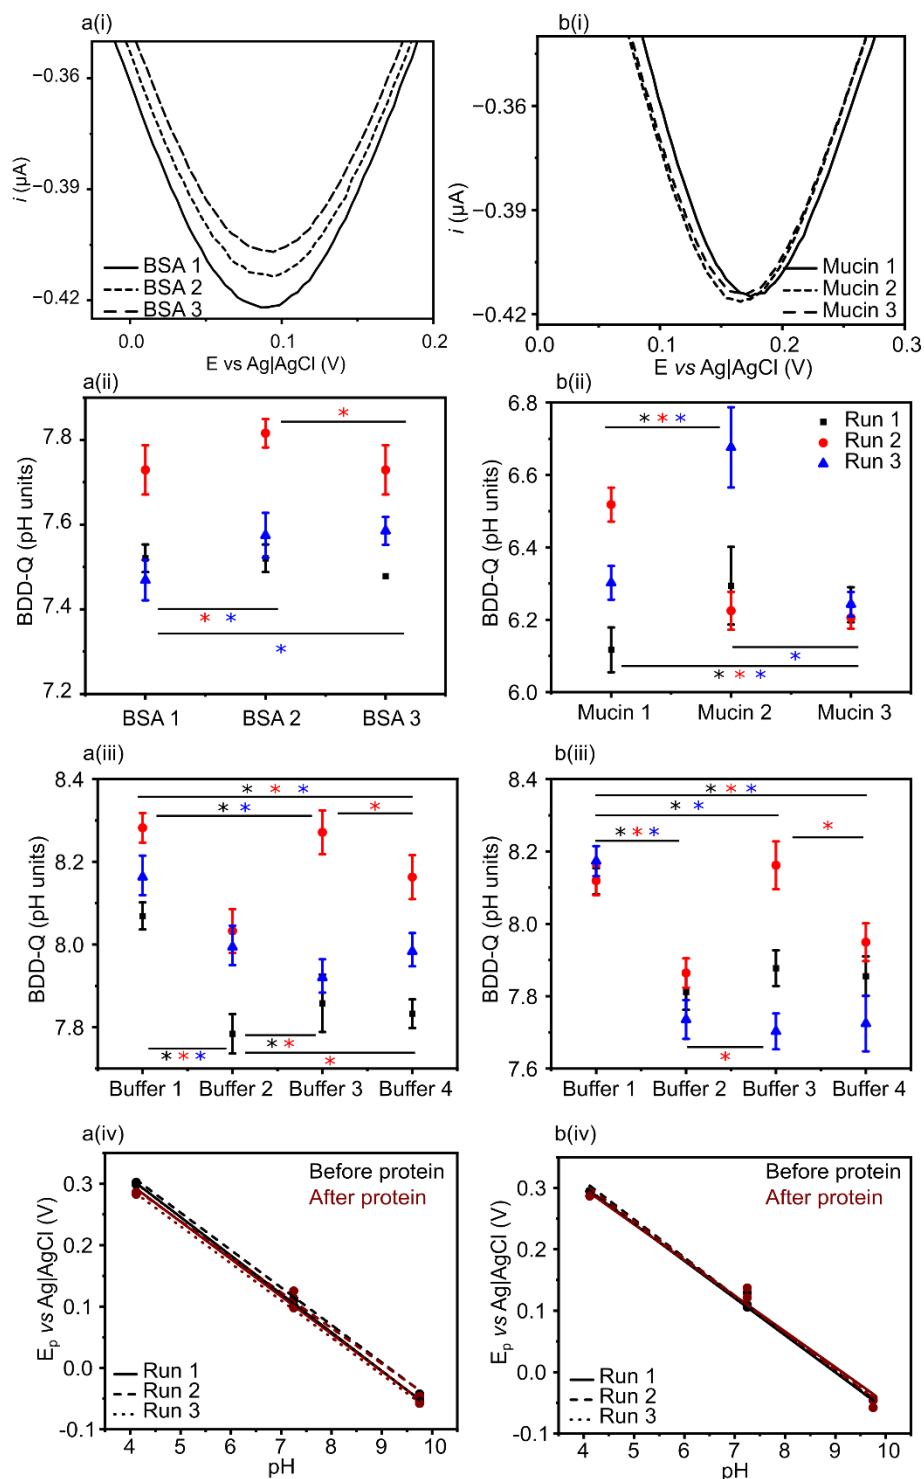 a(i)
b(i)
−0.36
−0.39
−0.42
i (μA)
BSA 1
BSA 2
BSA 3
0.0
0.1
0.2
E vs Ag|AgCl (V)
−0.36
−0.39
−0.42
i (μA)
Mucin 1
Mucin 2
Mucin 3
0.0
0.1
0.2
0.3
E vs Ag|AgCl (V)
a(ii)
b(ii)
7.8
7.6
7.4
7.2
BDD-Q (pH units)
*
* *
*
BSA 1
BSA 2
BSA 3
6.8
6.6
6.4
6.2
6.0
BDD-Q (pH units)
* * *
Run 1
Run 2
Run 3
*
* * *
Mucin 1
Mucin 2
Mucin 3
a(iii)
b(iii)
8.4
8.2
8.0
7.8
BDD-Q (pH units)
* * *
* *
*
* *
* * *
*
Buffer 1
Buffer 2
Buffer 3
Buffer 4
8.4
8.2
8.0
7.8
7.6
BDD-Q (pH units)
* * *
* *
* * *
*
*
Buffer 1
Buffer 2
Buffer 3
Buffer 4
a(iv)
b(iv)
0.3
0.2
0.1
0.0
-0.1
Ep vs Ag|AgCl (V)
Before protein
After protein
Run 1
Run 2
Run 3
4
5
6
7
8
9
10
pH
0.3
0.2
0.1
0.0
-0.1
Ep vs Ag|AgCl (V)
Before protein
After protein
Run 1
Run 2
Run 3
4
5
6
7
8
9
10
pH